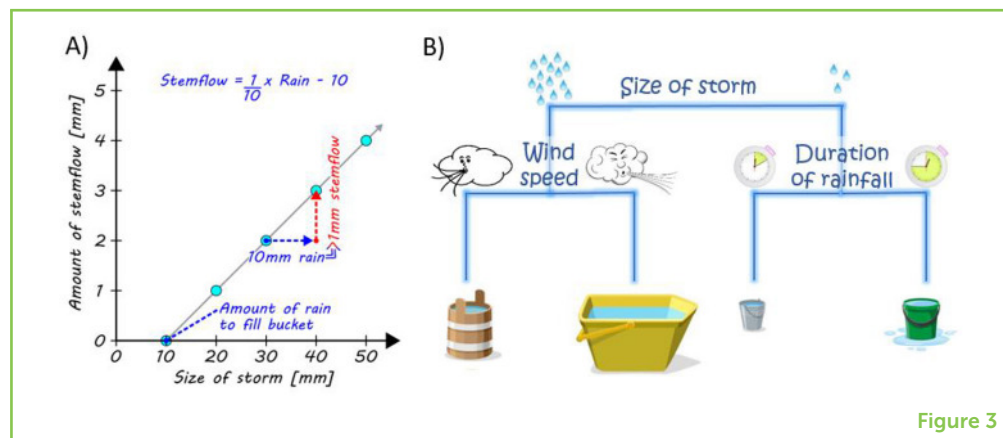 A)
Stemflow = 1/10 x Rain - 10
Amount of stemflow [mm]
5
4
3
2
1
0
1mm stemflow
10mm rain
Amount of rain
to fill bucket
0 10 20 30 40 50
Size of storm [mm]
B)
Size of storm
Wind
speed
Duration
of rainfall
Figure 3